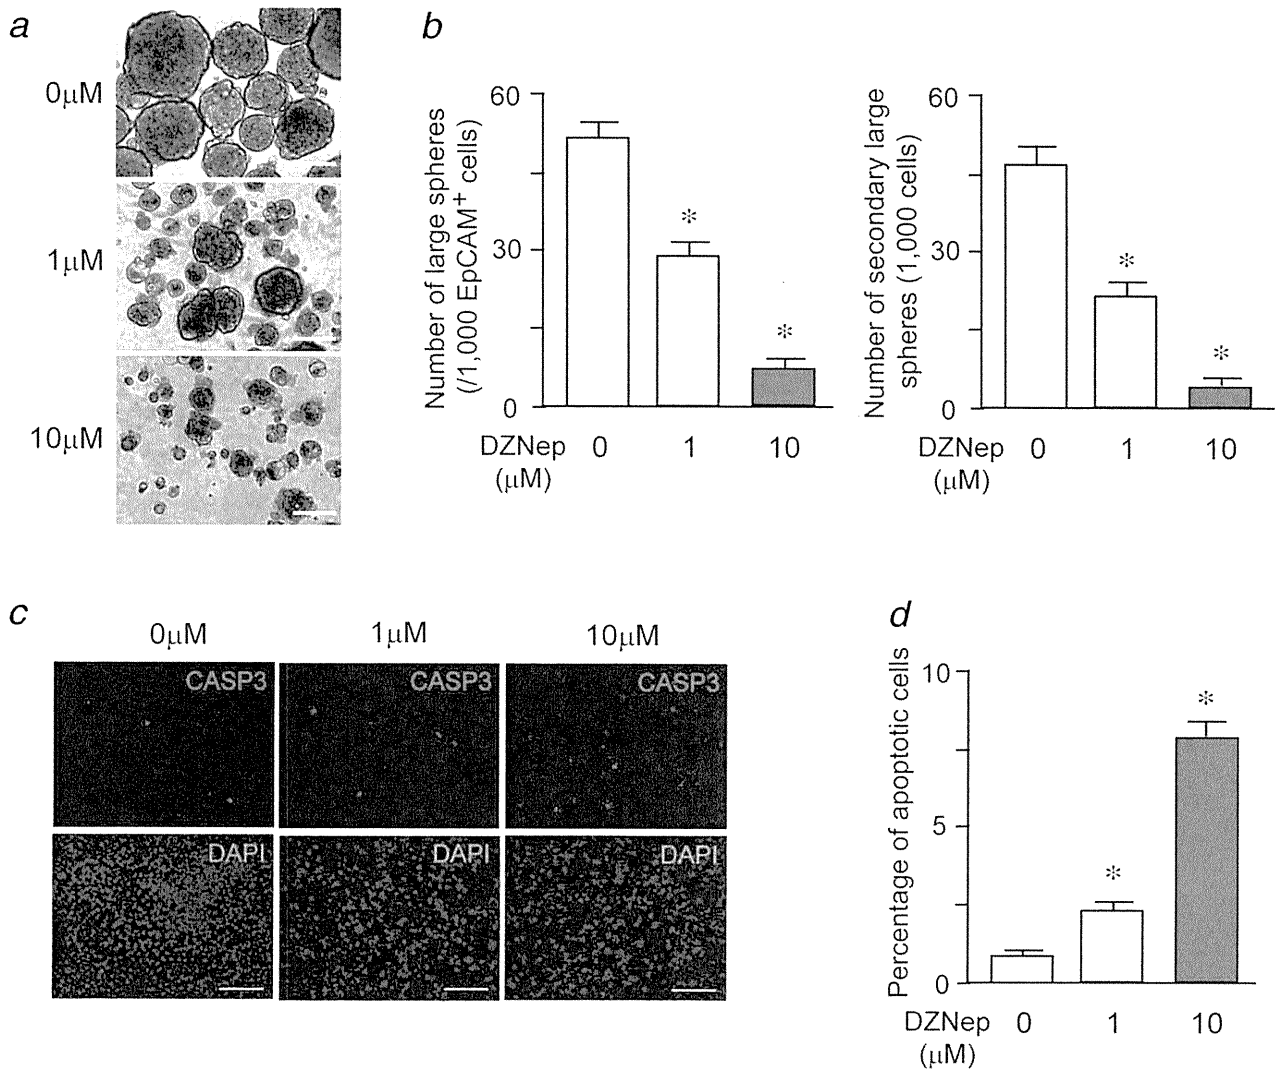 a
0μM
1μM
10μM
b
Number of large spheres
(/1,000 EpCAM⁺ cells)
60
30
0
*
*
DZNep 0 1 10
(μM)
Number of secondary large
spheres (1,000 cells)
60
30
0
*
*
DZNep 0 1 10
(μM)
c
0μM 1μM 10μM
CASP3 CASP3 CASP3
DAPI DAPI DAPI
d
Percentage of apoptotic cells
10
5
0
*
*
DZNep 0 1 10
(μM)